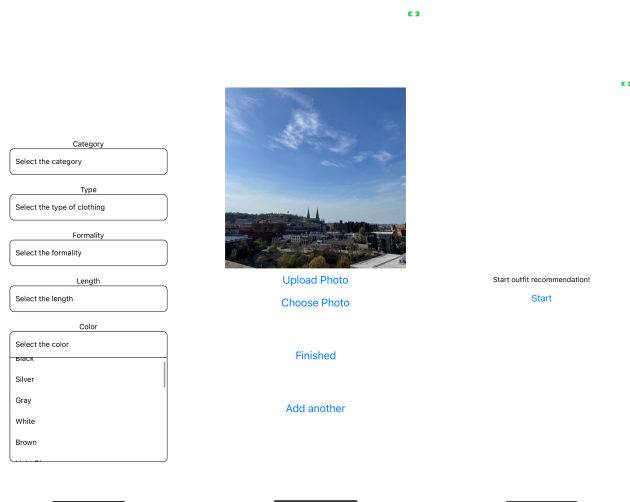 Category
Select the category
Type
Select the type of clothing
Formality
Select the formality
Length
Select the length
Color
Select the color
Black
Silver
Gray
White
Brown
Upload Photo
Choose Photo
Finished
Add another
Start outfit recommendation!
Start